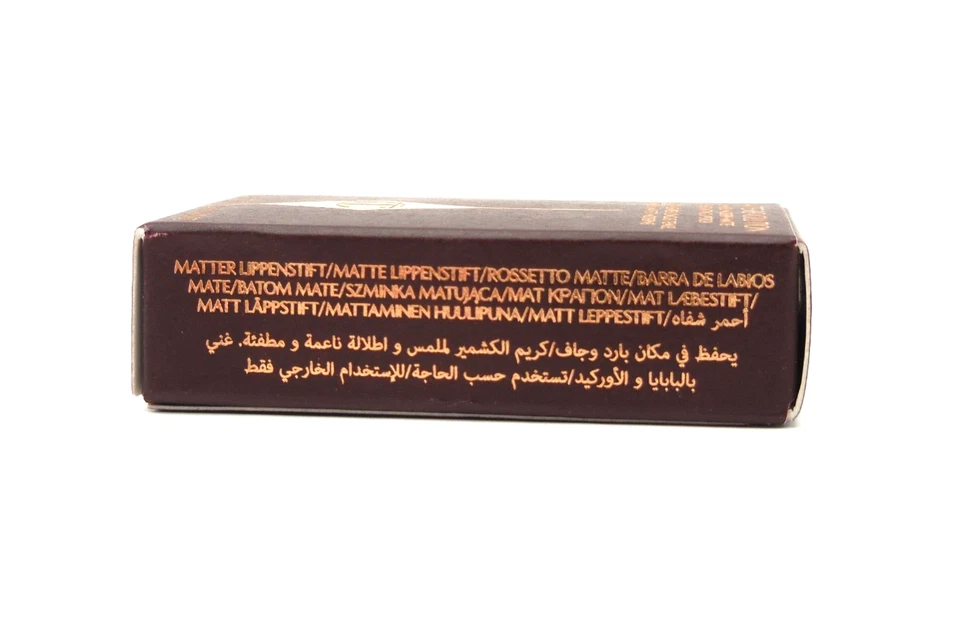 MATTER LIPPENSTIFT/MATTE LIPPENSTIFT/ROSSETTO MATTE/BARRA DE LABIOS
MATE/BATOM MATE/SZMINKA MATUJĄCA/ΜΑΤ ΚΡΑΓΙΟΝ/MAT LÆBESTIFT/
MATT LÄPPSTIFT/MATTAMINEN HUULIPUNA/MATT LEPPESTIFT/أحمر شفاه
يحفظ في مكان بارد وجاف/كريم الكشمير لملمس و اطلالة ناعمة و مطفئة. غني
بالبابايا و الأوركيد/تستخدم حسب الحاجة/للإستخدام الخارجي فقط